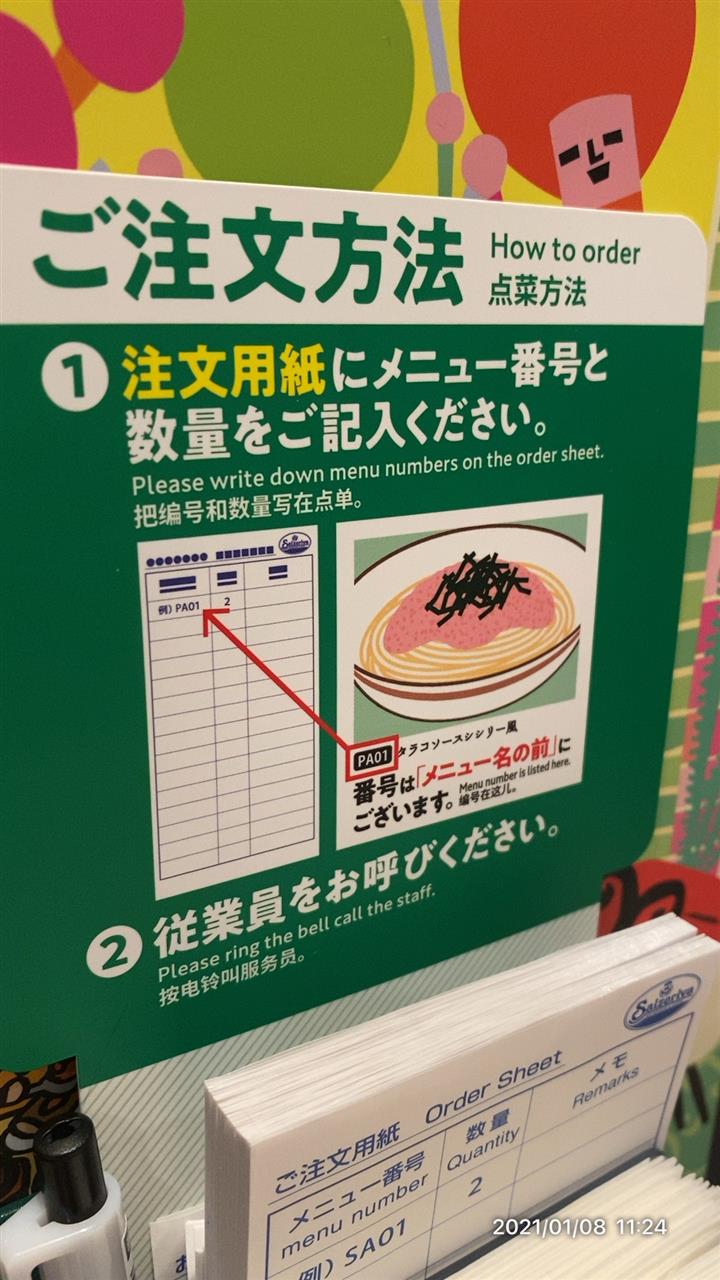 ご注文方法
How to order
点菜方法
1 注文用紙にメニュー番号と
数量をご記入ください。
Please write down menu numbers on the order sheet.
把编号和数量写在点单。
Saizeriya
例) PA01 2
PA01 タラコソースシシリー風
番号は「メニュー名の前」に
ございます。
Menu number is listed here.
编号在这儿。
2 従業員をお呼びください。
Please ring the bell call the staff.
按电铃叫服务员。
Saizeriya
ご注文用紙 Order Sheet
メニュー番号 数量 メモ
menu number Quantity Remarks
例) SA01 2
2021/01/08 11:24